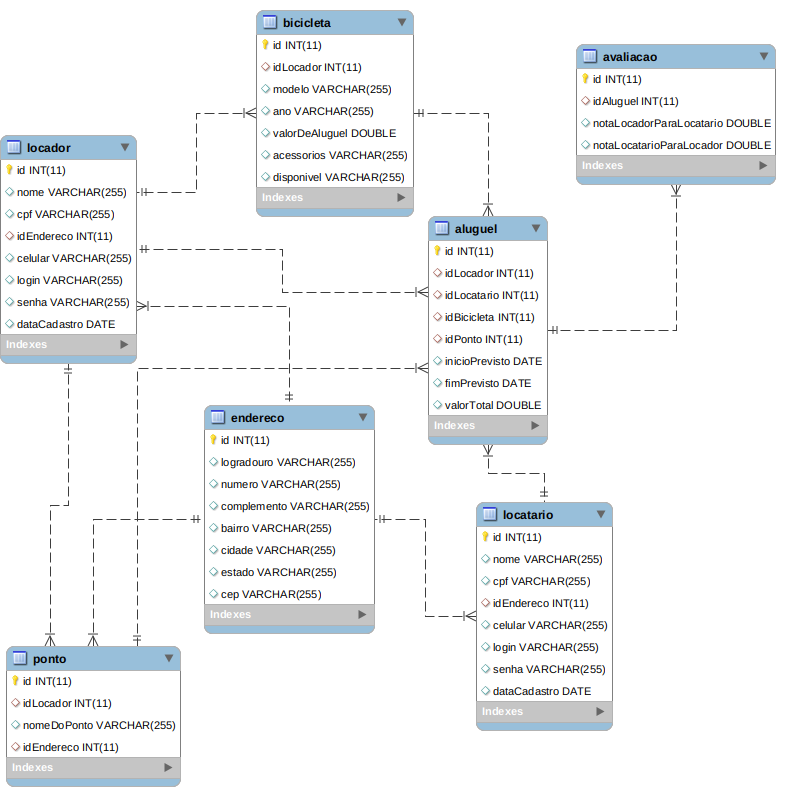 bicicleta
id INT(11)
idLocador INT(11)
modelo VARCHAR(255)
ano VARCHAR(255)
valorDeAluguel DOUBLE
acessorios VARCHAR(255)
disponivel VARCHAR(255)
Indexes
avaliacao
id INT(11)
idAluguel INT(11)
notaLocadorParaLocatario DOUBLE
notaLocatarioParaLocador DOUBLE
Indexes
locador
id INT(11)
nome VARCHAR(255)
cpf VARCHAR(255)
idEndereco INT(11)
celular VARCHAR(255)
login VARCHAR(255)
senha VARCHAR(255)
dataCadastro DATE
Indexes
aluguel
id INT(11)
idLocador INT(11)
idLocatario INT(11)
idBicicleta INT(11)
idPonto INT(11)
inicioPrevisto DATE
fimPrevisto DATE
valorTotal DOUBLE
Indexes
endereco
id INT(11)
logradouro VARCHAR(255)
numero VARCHAR(255)
complemento VARCHAR(255)
bairro VARCHAR(255)
cidade VARCHAR(255)
estado VARCHAR(255)
cep VARCHAR(255)
Indexes
locatario
id INT(11)
nome VARCHAR(255)
cpf VARCHAR(255)
idEndereco INT(11)
celular VARCHAR(255)
login VARCHAR(255)
senha VARCHAR(255)
dataCadastro DATE
Indexes
ponto
id INT(11)
idLocador INT(11)
nomeDoPonto VARCHAR(255)
idEndereco INT(11)
Indexes